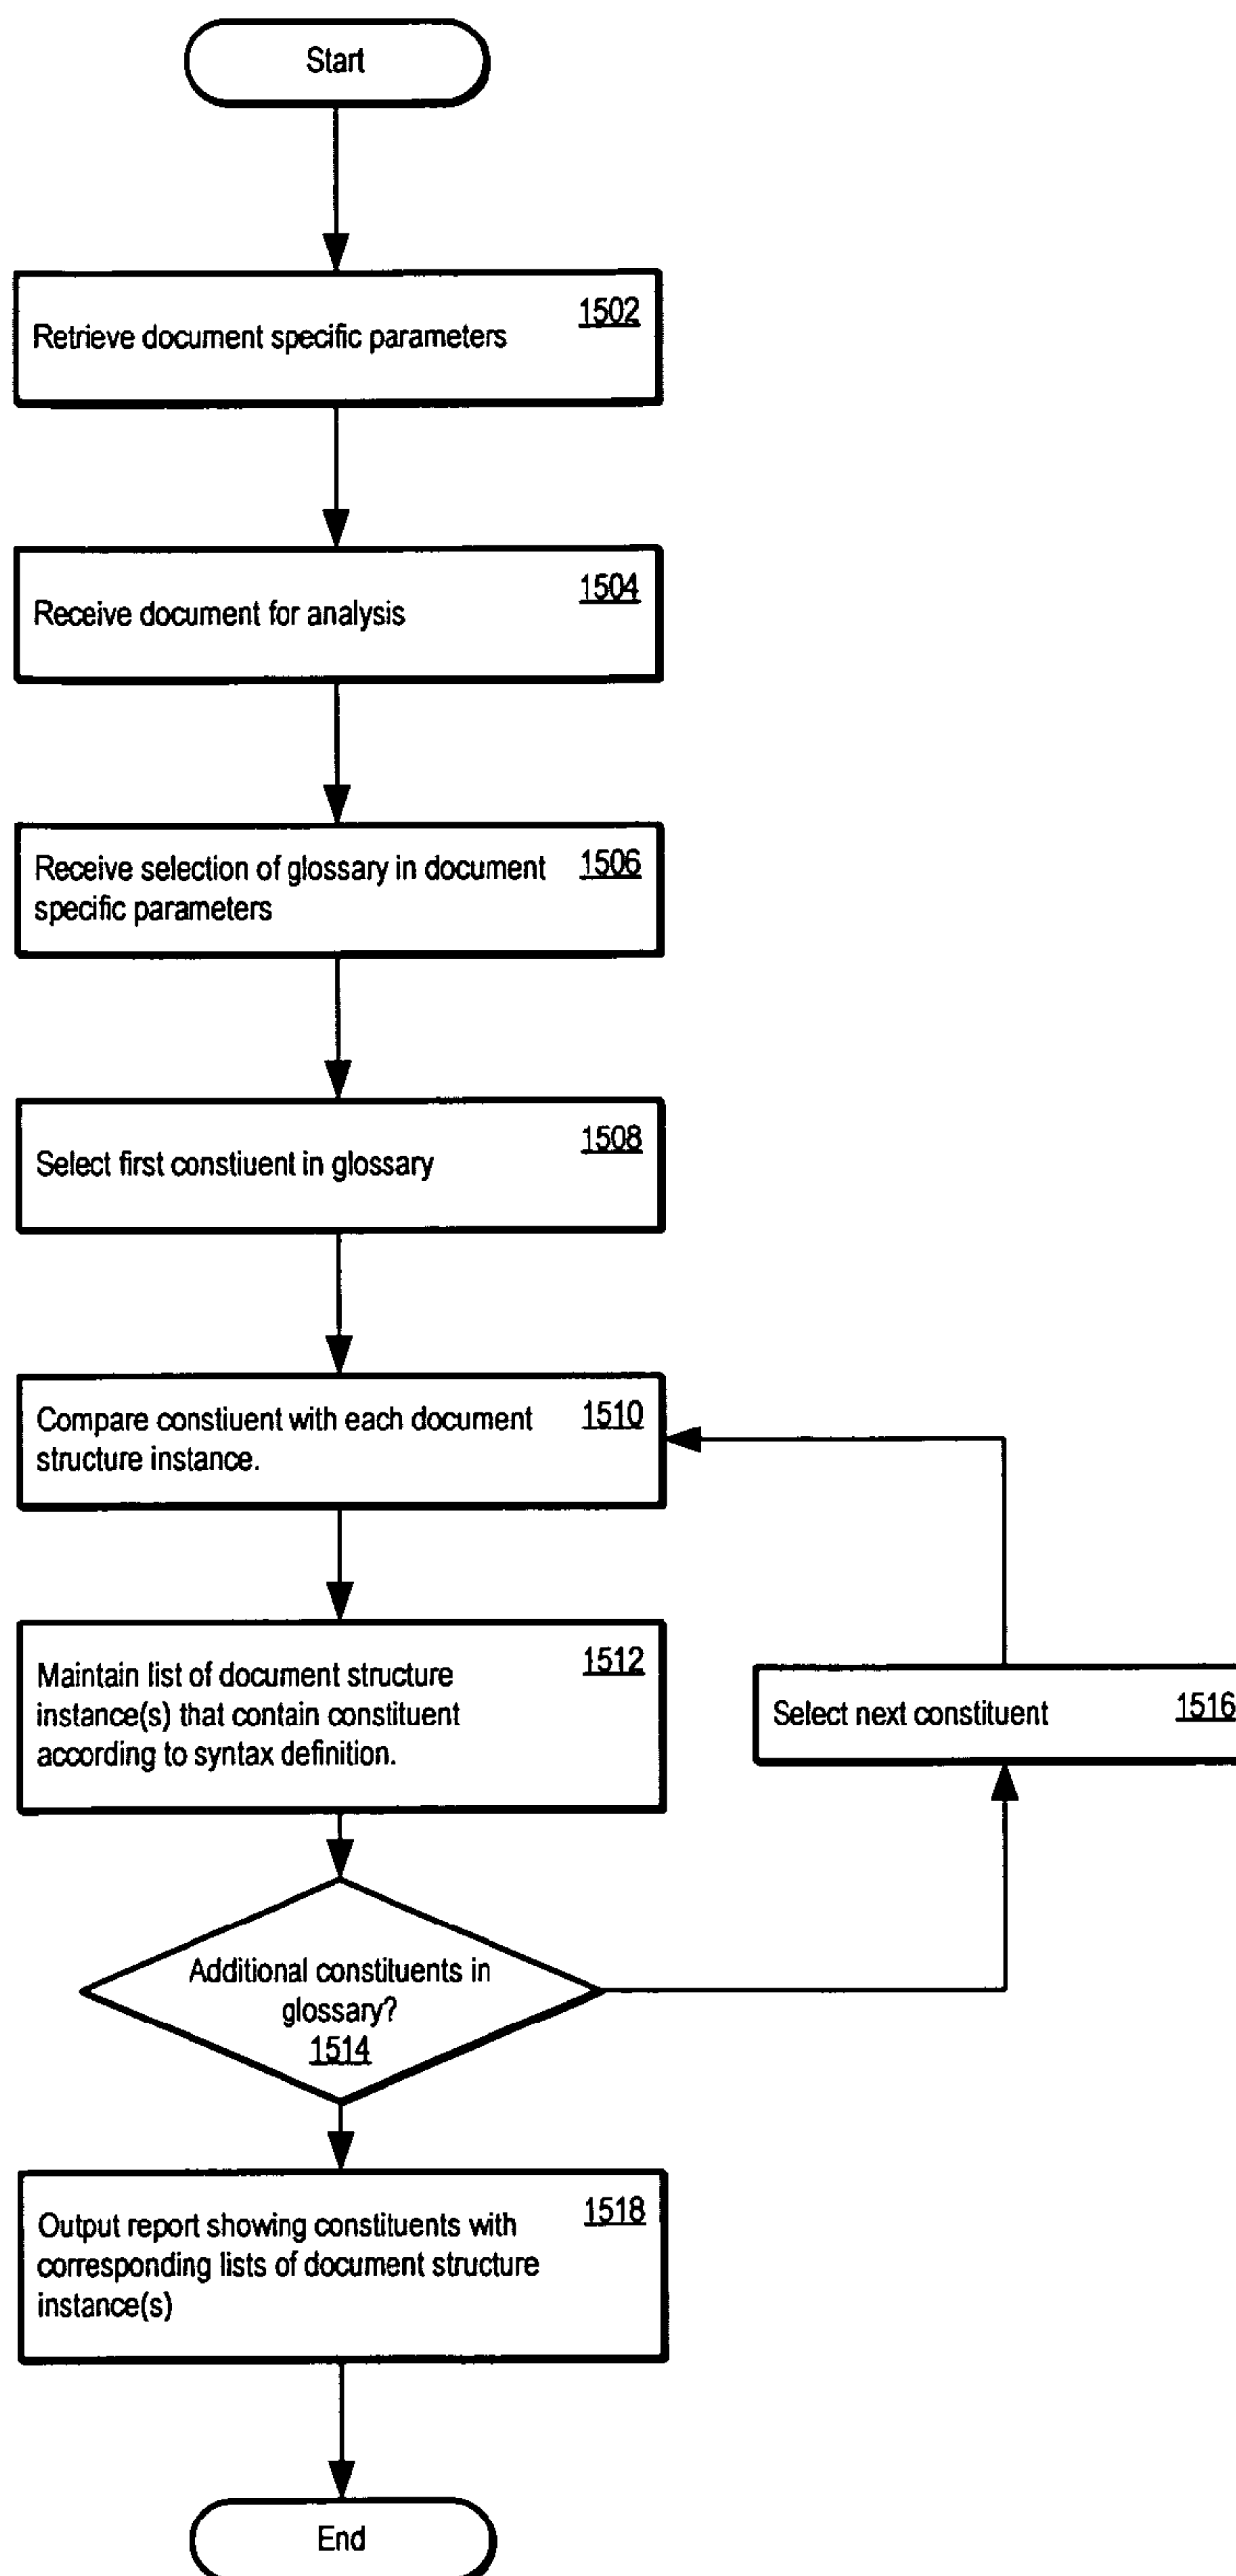 Start
1502
Retrieve document specific parameters
1504
Receive document for analysis
1506
Receive selection of glossary in document
specific parameters
1508
Select first constiuent in glossary
1510
Compare constiuent with each document
structure instance.
1512
Maintain list of document structure
instance(s) that contain constituent
according to syntax definition.
Select next constituent
1516
Additional constituents in
glossary?
1514
1518
Output report showing constituents with
corresponding lists of document structure
instance(s)
End